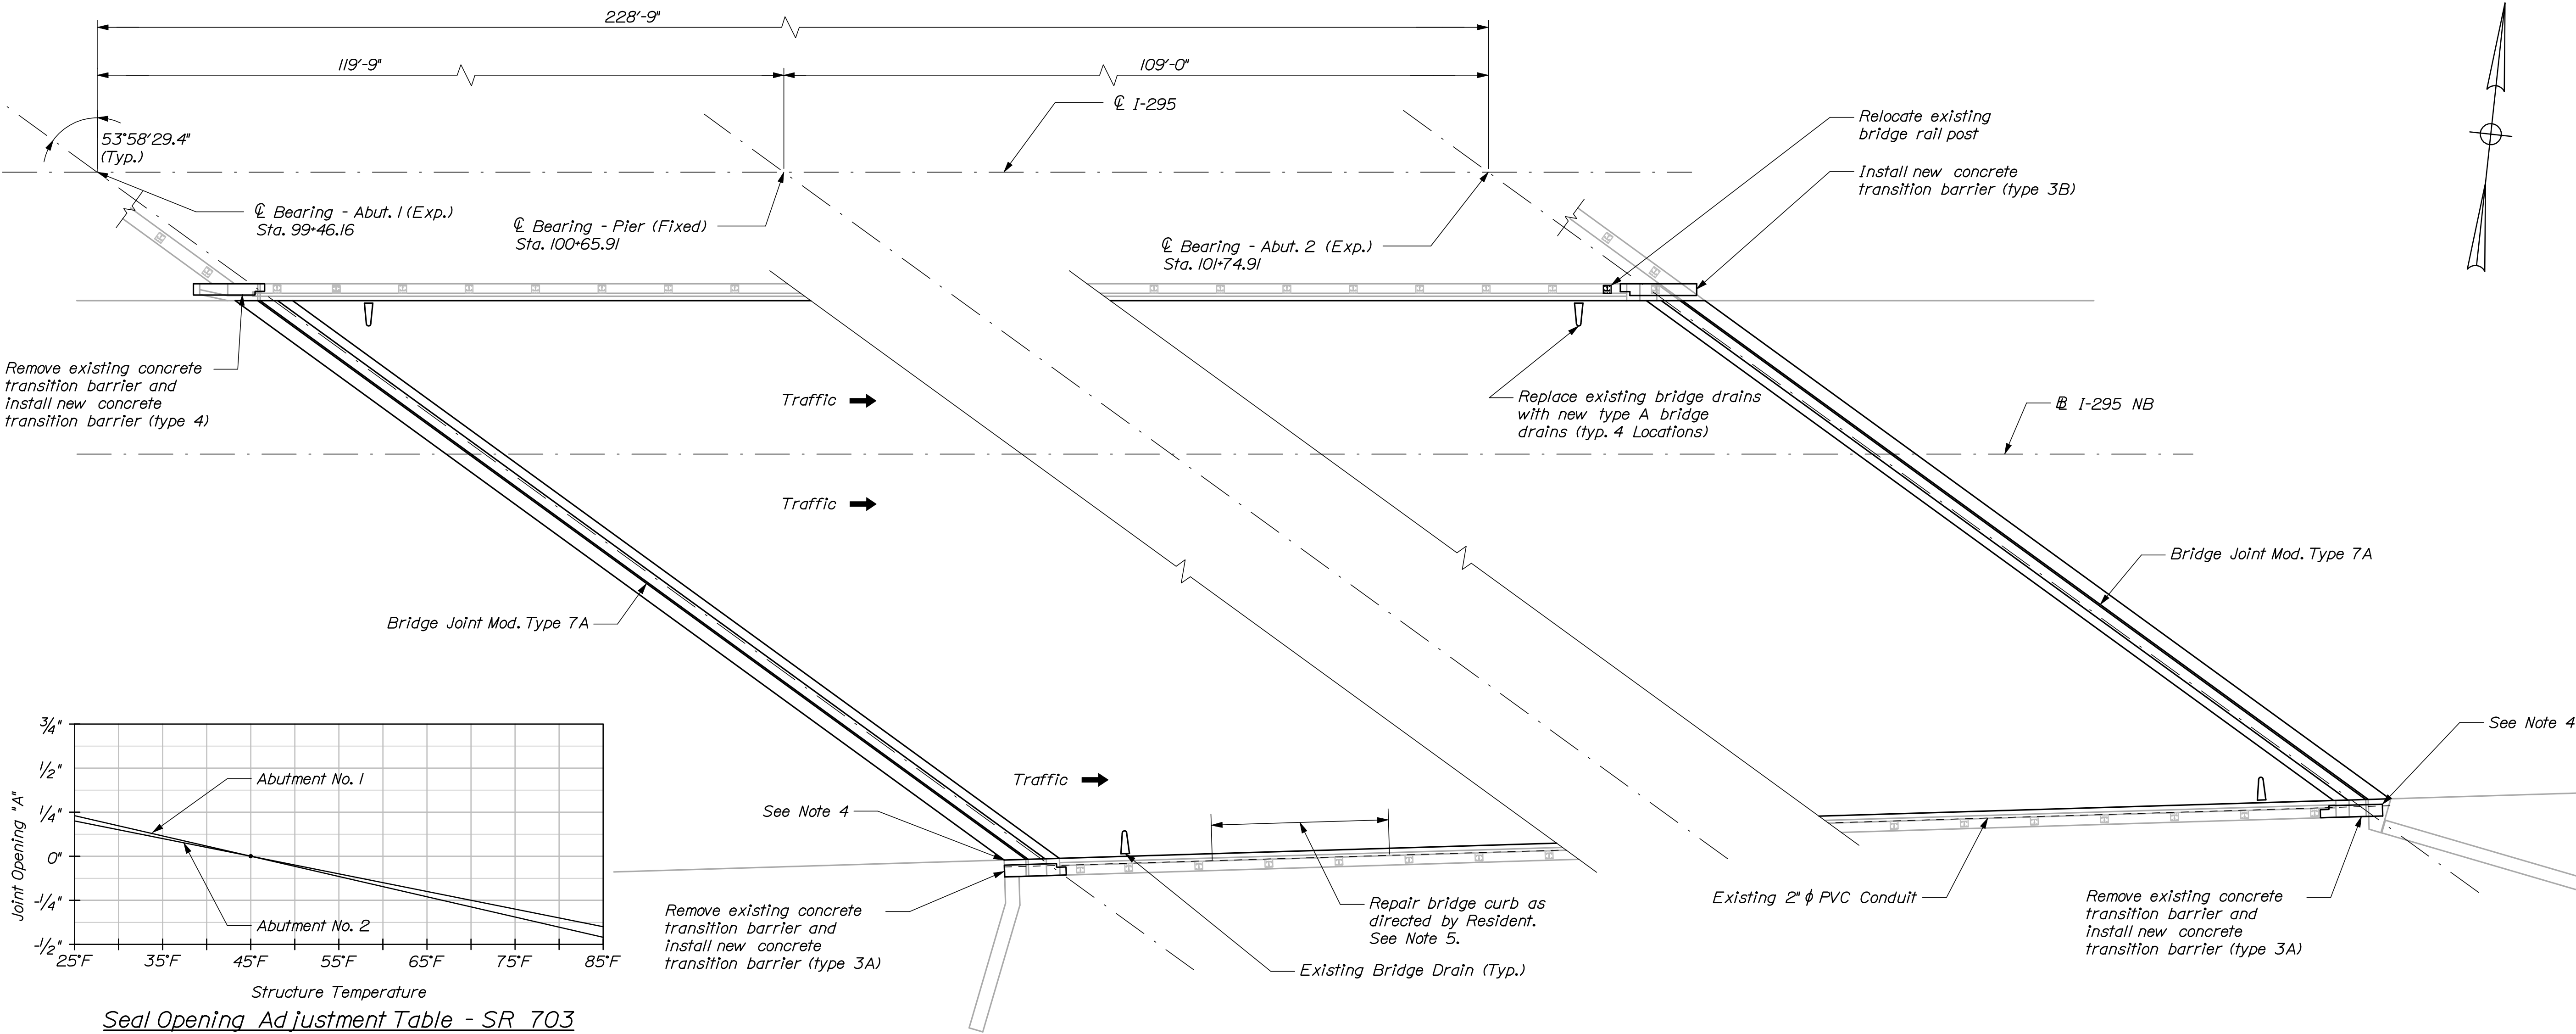 228'-9"
119'-9"
109'-0"
℄ I-295
53°58'29.4"
(Typ.)
℄ Bearing - Abut. 1 (Exp.)
Sta. 99+46.16
℄ Bearing - Pier (Fixed)
Sta. 100+65.91
℄ Bearing - Abut. 2 (Exp.)
Sta. 101+74.91
Relocate existing
bridge rail post
Install new concrete
transition barrier (type 3B)
Remove existing concrete
transition barrier and
install new concrete
transition barrier (type 4)
Traffic
Replace existing bridge drains
with new type A bridge
drains (typ. 4 Locations)
BL I-295 NB
Traffic
Bridge Joint Mod. Type 7A
Bridge Joint Mod. Type 7A
See Note 4
Traffic
See Note 4
Remove existing concrete
transition barrier and
install new concrete
transition barrier (type 3A)
Repair bridge curb as
directed by Resident.
See Note 5.
Existing Bridge Drain (Typ.)
Existing 2" ϕ PVC Conduit
Remove existing concrete
transition barrier and
install new concrete
transition barrier (type 3A)
Joint Opening "A"
3/4"
1/2"
1/4"
0"
-1/4"
-1/2"
Abutment No. 1
Abutment No. 2
25°F 35°F 45°F 55°F 65°F 75°F 85°F
Structure Temperature
Seal Opening Adjustment Table - SR 703